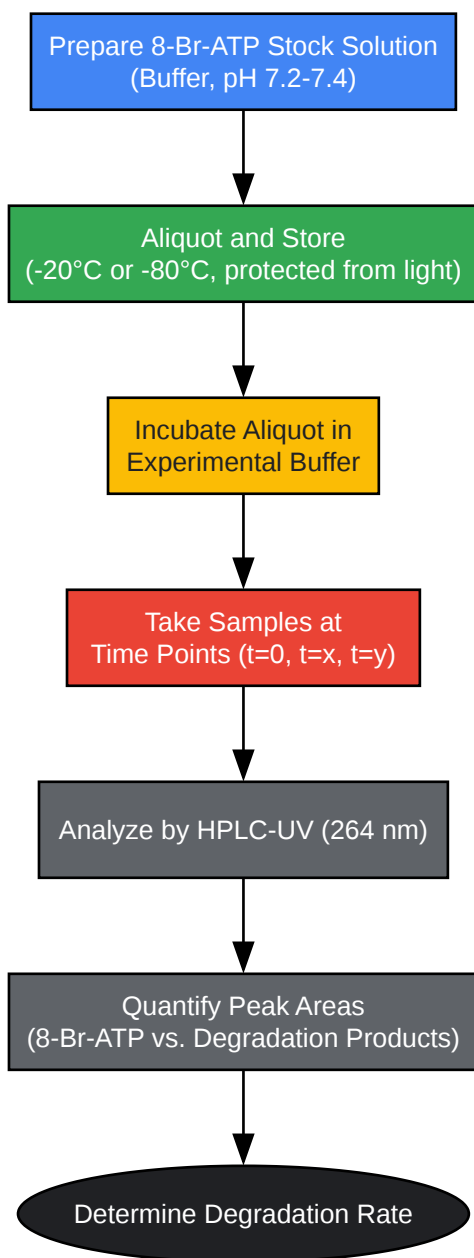 Prepare 8-Br-ATP Stock Solution
(Buffer, pH 7.2-7.4)
Aliquot and Store
(-20°C or -80°C, protected from light)
Incubate Aliquot in
Experimental Buffer
Take Samples at
Time Points (t=0, t=x, t=y)
Analyze by HPLC-UV (264 nm)
Quantify Peak Areas
(8-Br-ATP vs. Degradation Products)
Determine Degradation Rate